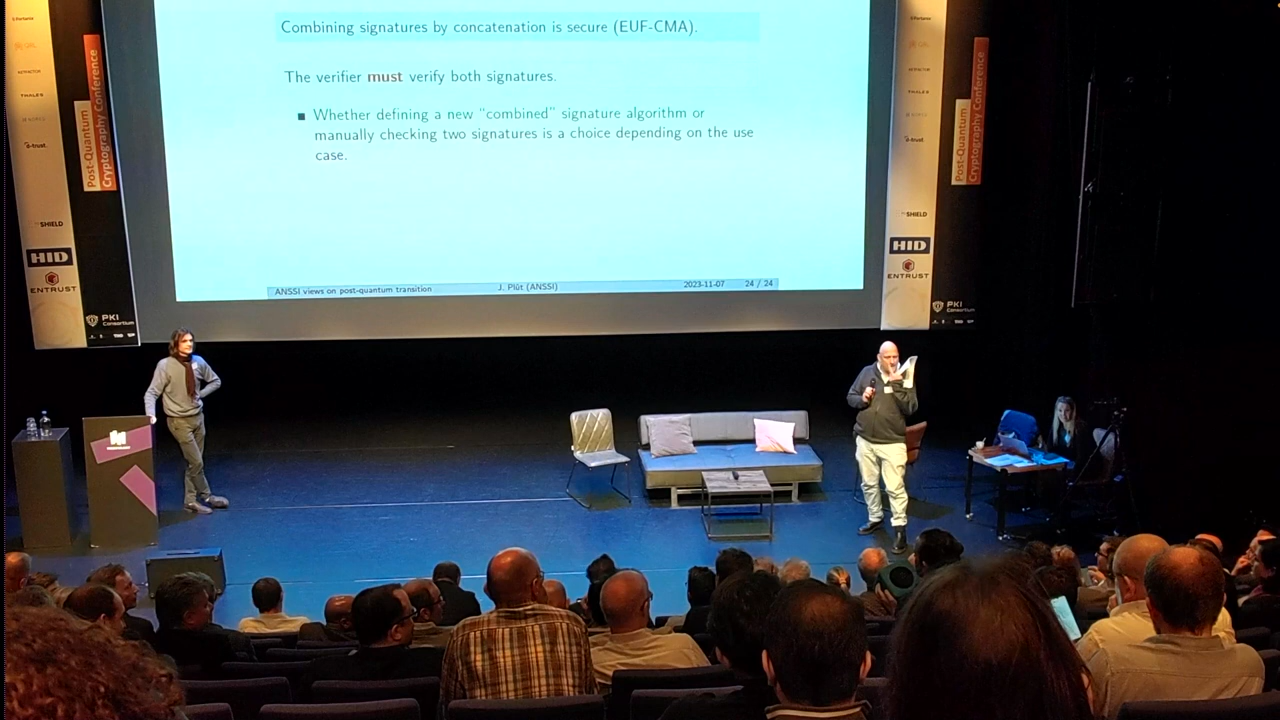 Combining signatures by concatenation is secure (EUF-CMA).
The verifier must verify both signatures.
Whether defining a new “combined” signature algorithm or
manually checking two signatures is a choice depending on the use
case.
ANSSI views on post-quantum transition
J. Plût (ANSSI)
2023-11-07
24 / 24
Post-Quantum
Cryptography Conference
THALES
e-trust.
SHIELD
HID
ENTRUST
PKI
Consortium
Post-Quantum
Cryptography Conference
THALES
e-trust.
SHIELD
HID
ENTRUST
PKI
Consortium